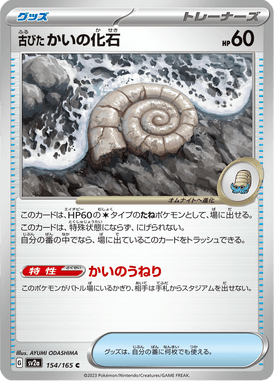 グッズ
トレーナーズ
古びた かいの化石
ふる か せき
HP 60
オムナイトへ進化
このカードは、HP60の タイプのたねポケモンとして、場に出せる。
このカードは、特殊状態にならず、にげられない。
自分の番の中でなら、場に出ているこのカードをトラッシュできる。
特性 かいのうねり
このポケモンがバトル場にいるかぎり、相手は手札からスタジアムを出せない。
Illus. AYUMI ODASHIMA
G sv2a 154/165 C
グッズは、自分の番に何枚でも使える。
©2023 Pokémon/Nintendo/Creatures/GAME FREAK.